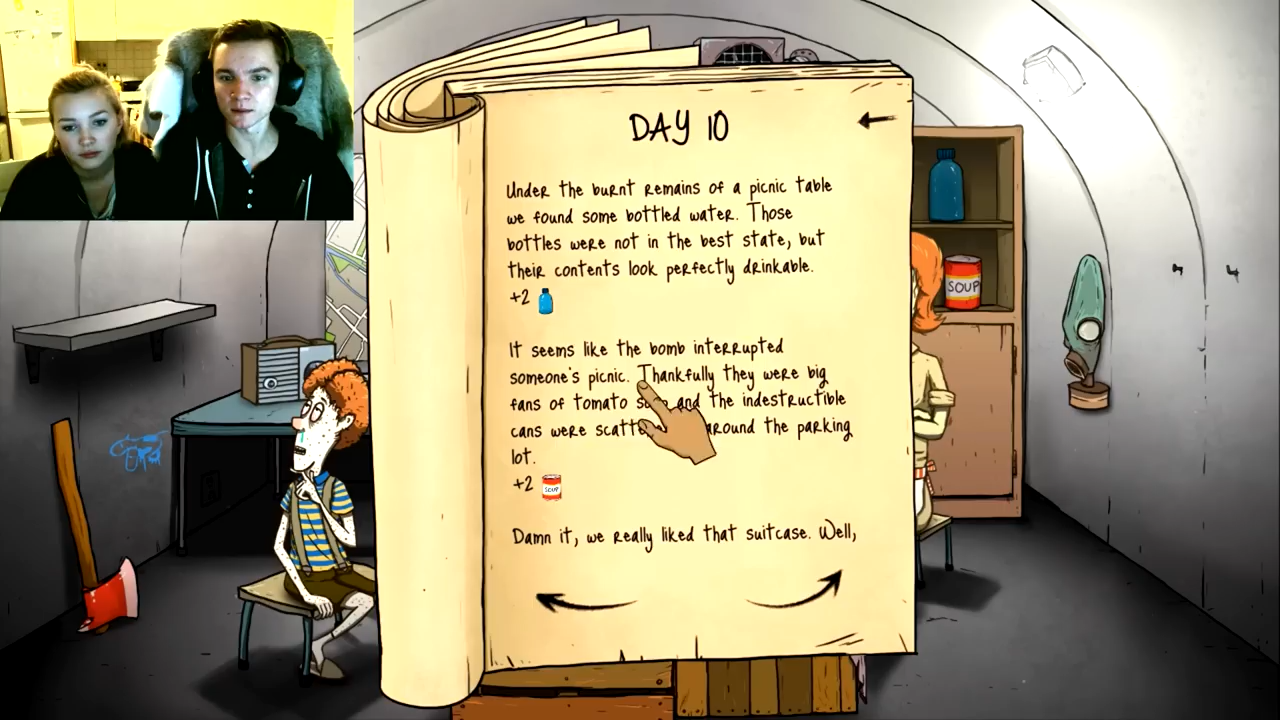 DAY 10
Under the burnt remains of a picnic table
we found some bottled water. Those
bottles were not in the best state, but
their contents look perfectly drinkable.
+2
It seems like the bomb interrupted
someone's picnic. Thankfully they were big
fans of tomato and the indestructible
cans were around the parking
lot.
+2 SOUP
Damn it, we really liked that suitcase. Well,
SOUP